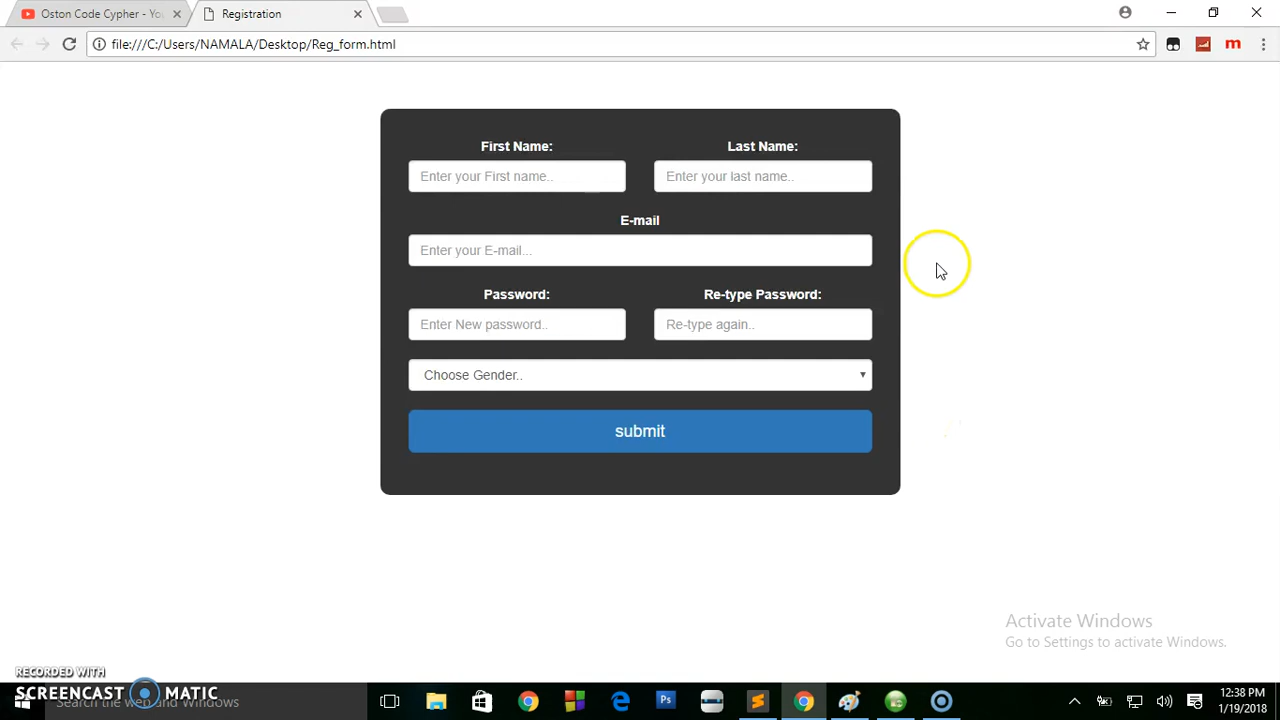 Oston Code Cypher - Yo
Registration
file:///C:/Users/NAMALA/Desktop/Reg_form.html
m
First Name:
Last Name:
Enter your First name..
Enter your last name..
E-mail
Enter your E-mail...
Password:
Re-type Password:
Enter New password..
Re-type again..
Choose Gender..
submit
Activate Windows
Go to Settings to activate Windows.
RECORDED WITH
SCREENCAST MATIC
Search the web and Windows
Ps
12:38 PM
1/19/2018